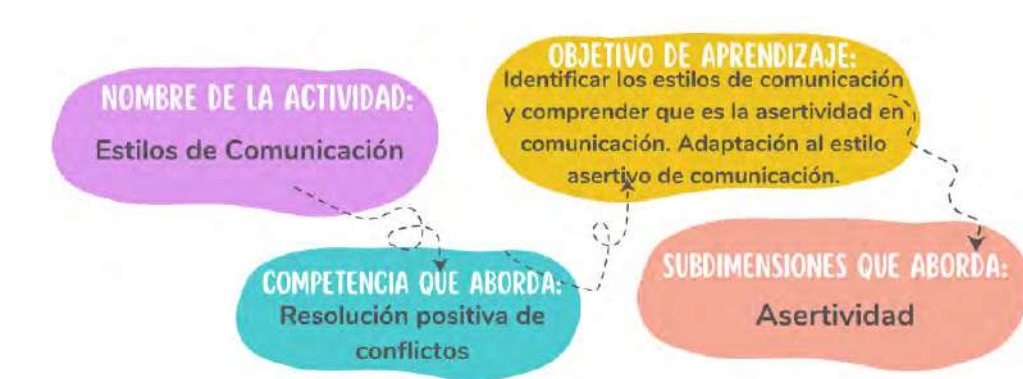 NOMBRE DE LA ACTIVIDAD:
Estilos de Comunicación
COMPETENCIA QUE ABORDA:
Resolución positiva de
conflictos
OBJETIVO DE APRENDIZAJE:
Identificar los estilos de comunicación
y comprender que es la asertividad en
comunicación. Adaptación al estilo
asertivo de comunicación.
SUBDIMENSIONES QUE ABORDA:
Asertividad